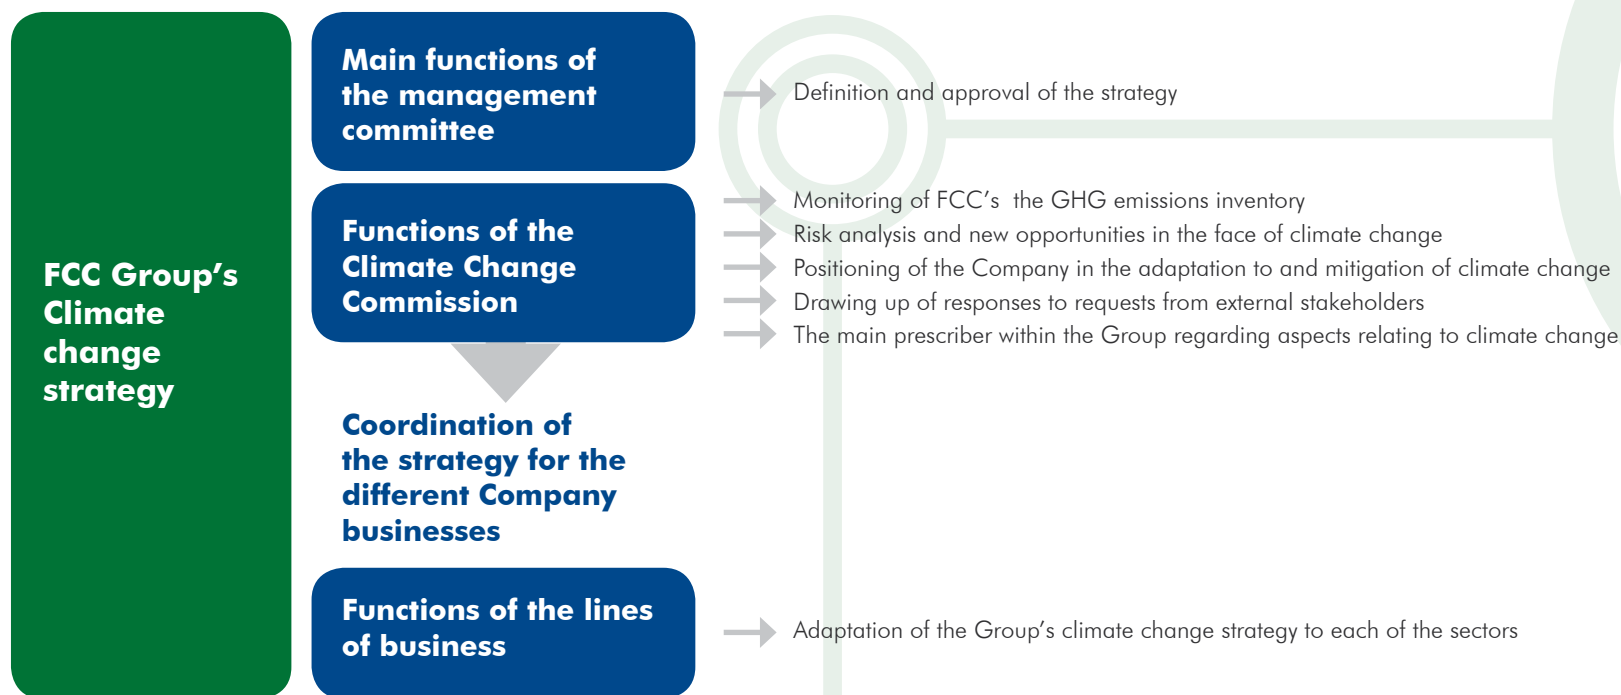 FCC Group’s
Climate
change
strategy
Main functions of
the management
committee
Definition and approval of the strategy
Functions of the
Climate Change
Commission
Monitoring of FCC’s  the GHG emissions inventory
Risk analysis and new opportunities in the face of climate change
Positioning of the Company in the adaptation to and mitigation of climate change
Drawing up of responses to requests from external stakeholders
The main prescriber within the Group regarding aspects relating to climate change
Coordination of
the strategy for the
different Company
businesses
Functions of the lines
of business
Adaptation of the Group’s climate change strategy to each of the sectors